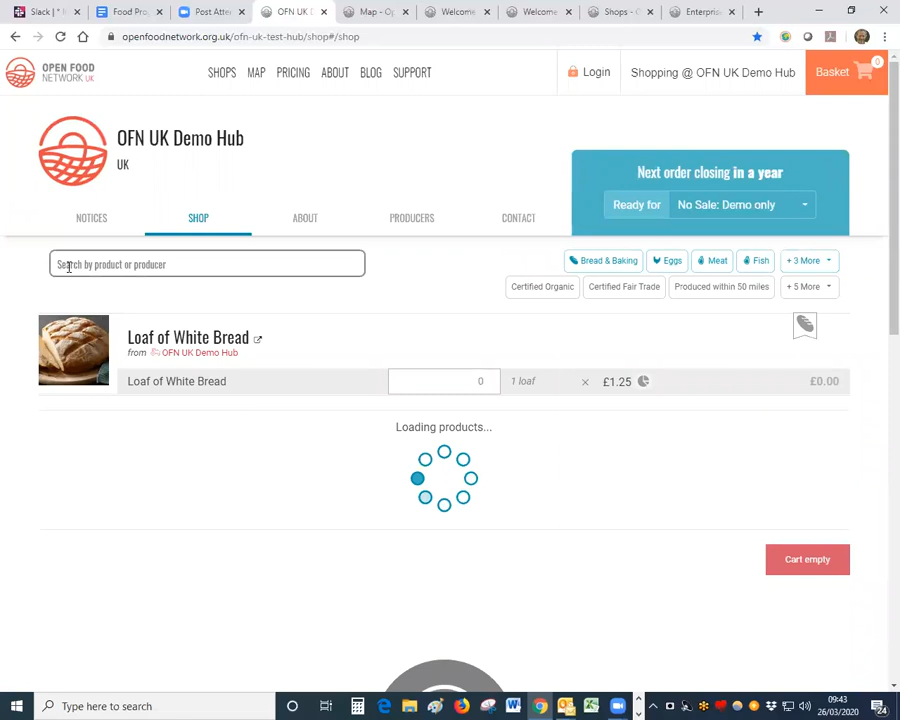 Slack | *
Food Pro
Post Atte
OFN UK D
Map - Op
Welcome
Welcome
Shops - O
Enterpris
openfoodnetwork.org.uk/ofn-uk-test-hub/shop#/shop
OPEN FOOD NETWORK UK
SHOPS MAP PRICING ABOUT BLOG SUPPORT
Login
Shopping @ OFN UK Demo Hub
Basket 0
OFN UK Demo Hub
UK
Next order closing in a year
Ready for No Sale: Demo only
NOTICES SHOP ABOUT PRODUCERS CONTACT
Search by product or producer
Bread & Baking Eggs Meat Fish + 3 More
Certified Organic Certified Fair Trade Produced within 50 miles + 5 More
Loaf of White Bread
from OFN UK Demo Hub
Loaf of White Bread 0 1 loaf × £1.25 £0.00
Loading products...
Cart empty
Type here to search
09:43
26/03/2020
24